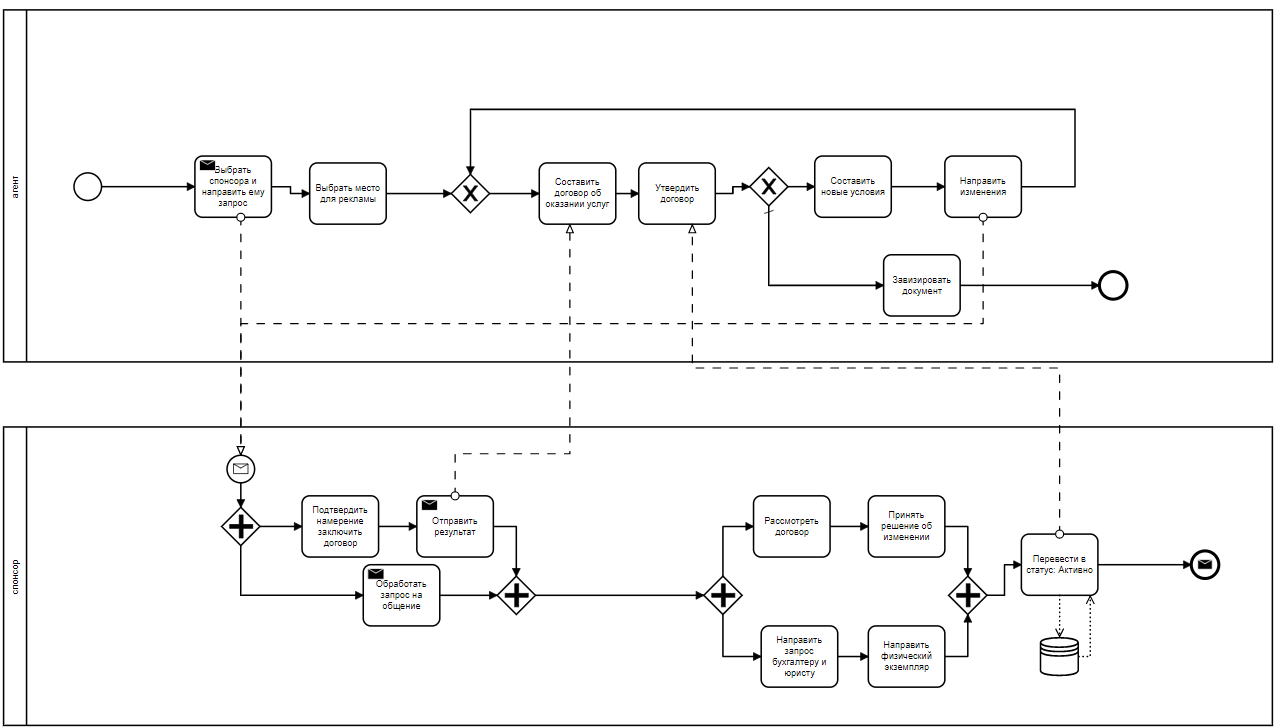 агент
Выбрать
спонсора и
направить ему
запрос
Выбрать место
для рекламы
Составить
договор об
оказании услуг
Утвердить
договор
Составить
новые условия
Направить
изменения
Завизировать
документ
спонсор
Подтвердить
намерение
заключить
договор
Отправить
результат
Обработать
запрос на
общение
Рассмотреть
договор
Принять
решение об
изменении
Направить
запрос
бухгалтеру и
юристу
Направить
физический
экземпляр
Перевести в
статус: Активно